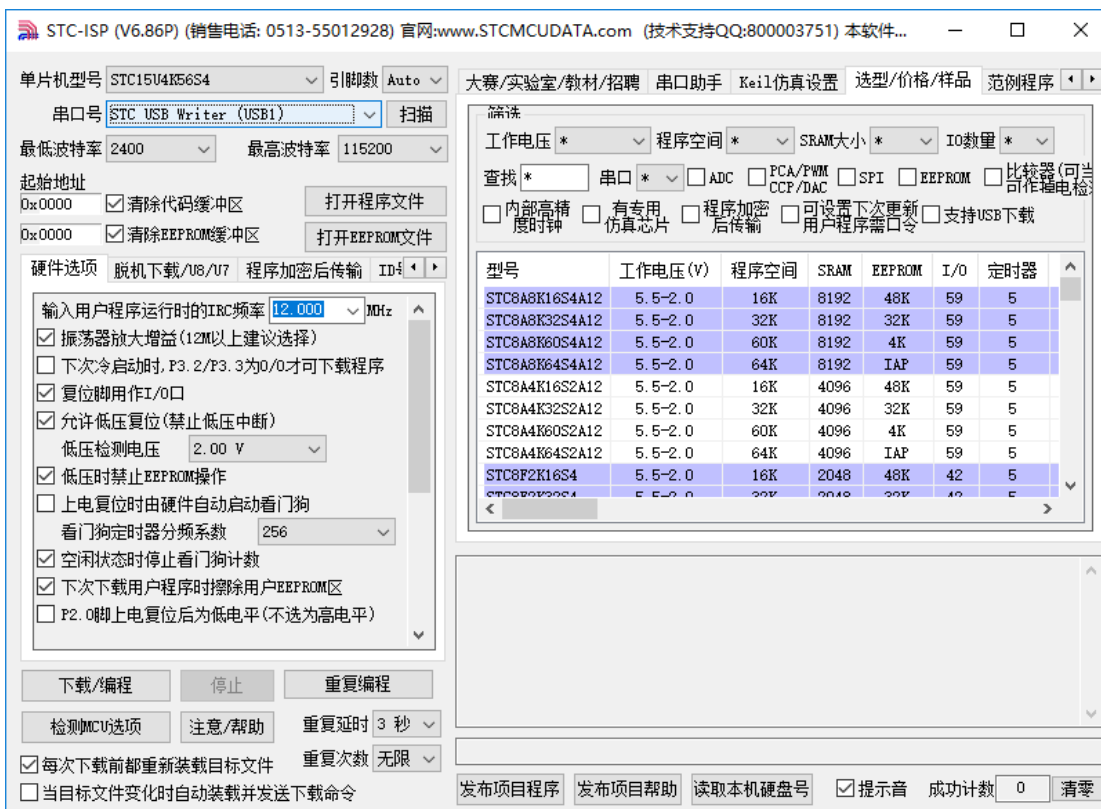 STC-ISP (V6.86P) (销售电话: 0513-55012928) 官网:www.STCMCUDATA.com (技术支持QQ:800003751) 本软件...
单片机型号 STC15U4K56S4 引脚数 Auto
串口号 STC USB Writer (USB1) 扫描
最低波特率 2400 最高波特率 115200
起始地址
0x0000 清除代码缓冲区 打开程序文件
0x0000 清除EEPROM缓冲区 打开EEPROM文件
硬件选项 脱机下载/U8/U7 程序加密后传输
输入用户程序运行时的IRC频率 12.000 MHz
振荡器放大增益(12M以上建议选择)
下次冷启动时,P3.2/P3.3为0/0才可下载程序
复位脚用作I/O口
允许低压复位(禁止低压中断)
低压检测电压 2.00 V
低压时禁止EEPROM操作
上电复位时由硬件自动启动看门狗
看门狗定时器分频系数 256
空闲状态时停止看门狗计数
下次下载用户程序时擦除用户EEPROM区
P2.0脚上电复位后为低电平(不选为高电平)
下载/编程 停止 重复编程
检测MCU选项 注意/帮助 重复延时 3 秒
重复次数 无限
每次下载前都重新装载目标文件
当目标文件变化时自动装载并发送下载命令
大赛/实验室/教材/招聘 串口助手 Keil仿真设置 选型/价格/样品 范例程序
筛选
工作电压 * 程序空间 * SRAM大小 * IO数量 *
查找 * 串口 * ADC PCA/PWM CCP/DAC SPI EEPROM 比较器(可当 可作掉电检测
内部高精度时钟 有专用仿真芯片 程序加密后传输 可设置下次更新用户程序需口令 支持USB下载
型号 工作电压(V) 程序空间 SRAM EEPROM I/O 定时器
STC8A8K16S4A12 5.5-2.0 16K 8192 48K 59 5
STC8A8K32S4A12 5.5-2.0 32K 8192 32K 59 5
STC8A8K60S4A12 5.5-2.0 60K 8192 4K 59 5
STC8A8K64S4A12 5.5-2.0 64K 8192 IAP 59 5
STC8A4K16S2A12 5.5-2.0 16K 4096 48K 59 5
STC8A4K32S2A12 5.5-2.0 32K 4096 32K 59 5
STC8A4K60S2A12 5.5-2.0 60K 4096 4K 59 5
STC8A4K64S2A12 5.5-2.0 64K 4096 IAP 59 5
STC8F2K16S4 5.5-2.0 16K 2048 48K 42 5
STC8F2K32S4 5.5-2.0 32K 2048 32K 42 5
发布项目程序 发布项目帮助 读取本机硬盘号 提示音 成功计数 0 清零